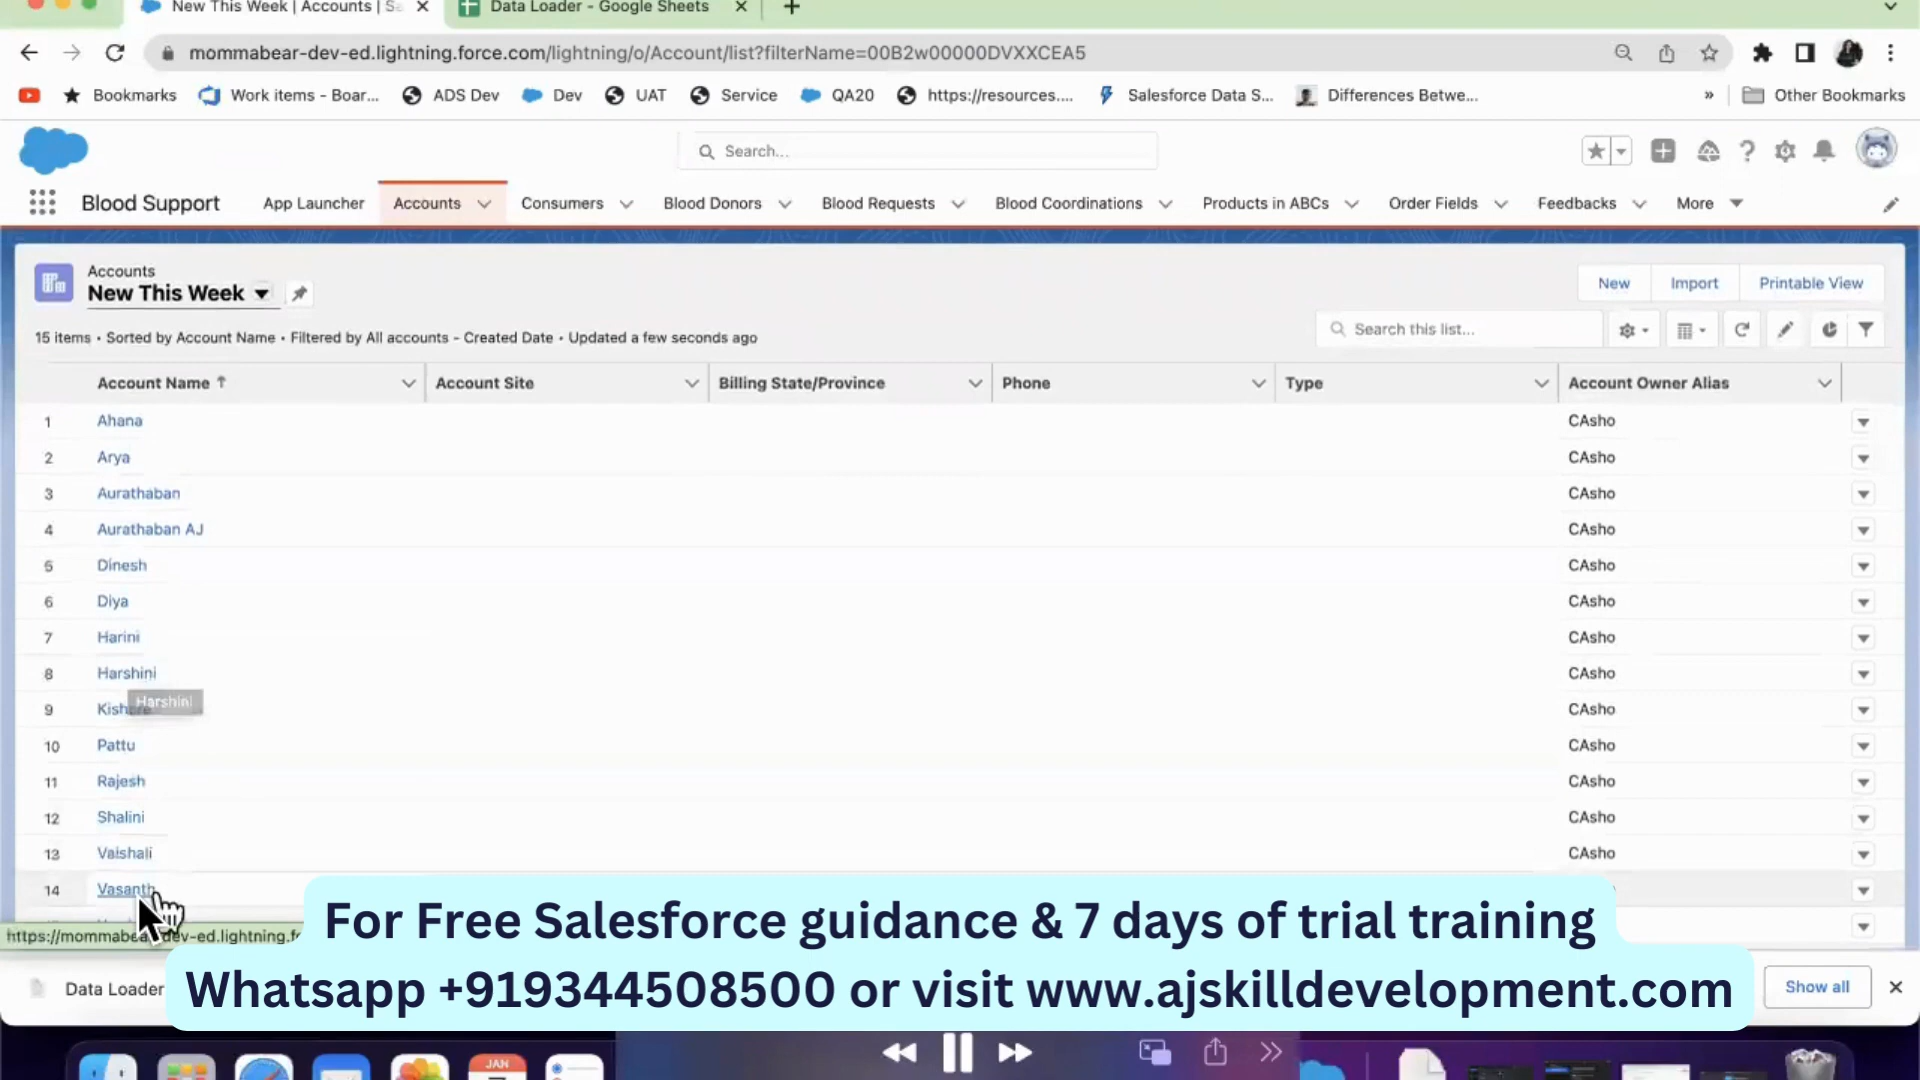 New This Week | Accounts | Sa
Data Loader - Google Sheets
mommabear-dev-ed.lightning.force.com/lightning/o/Account/list?filterName=00B2w00000DVXXCEA5
Bookmarks Work items - Boar... ADS Dev Dev UAT Service QA20 https://resources.... Salesforce Data S... Differences Betwe... » Other Bookmarks
Search...
Blood Support App Launcher Accounts Consumers Blood Donors Blood Requests Blood Coordinations Products in ABCs Order Fields Feedbacks More
Accounts
New This Week
New Import Printable View
15 items • Sorted by Account Name • Filtered by All accounts - Created Date • Updated a few seconds ago
Search this list...
Account Name ↑ Account Site Billing State/Province Phone Type Account Owner Alias
1 Ahana CAsho
2 Arya CAsho
3 Aurathaban CAsho
4 Aurathaban AJ CAsho
5 Dinesh CAsho
6 Diya CAsho
7 Harini CAsho
8 Harshini CAsho
Harshini
9 CAsho
10 Pattu CAsho
11 Rajesh CAsho
12 Shalini CAsho
13 Vaishali CAsho
14 Vasanth
For Free Salesforce guidance & 7 days of trial training
Whatsapp +919344508500 or visit www.ajskilldevelopment.com
Data Loader
Show all
JAN